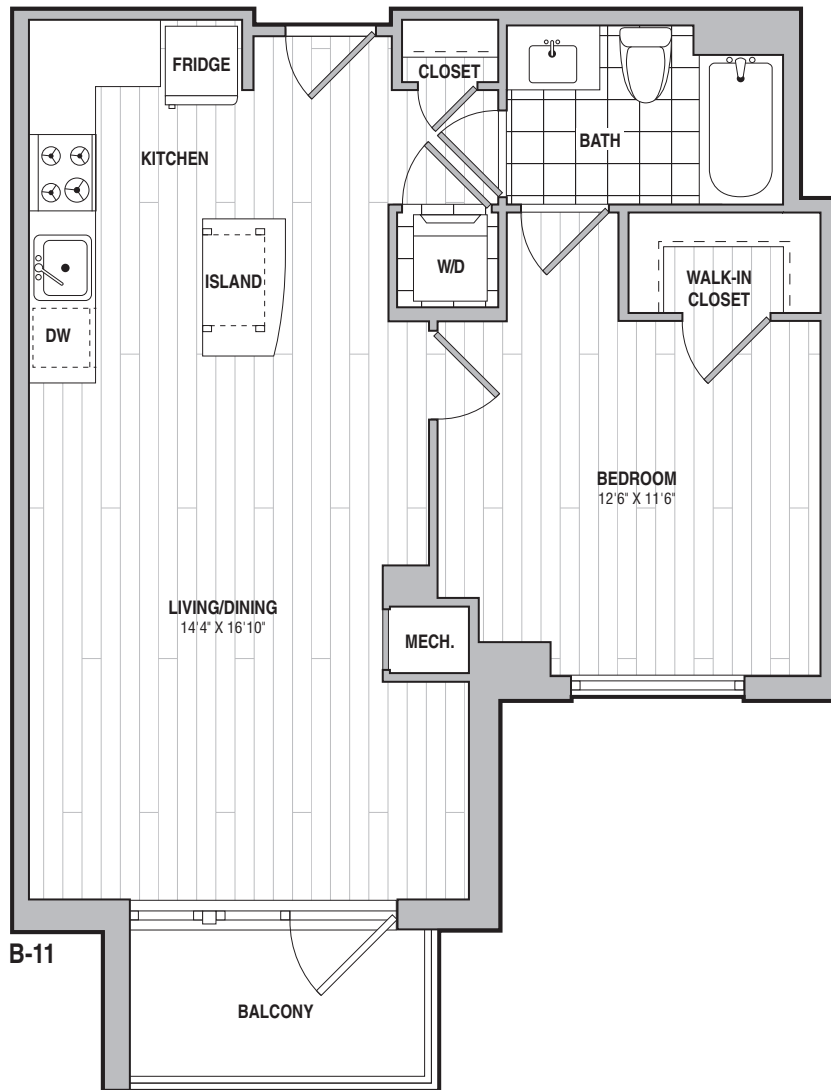 FRIDGE
CLOSET
KITCHEN
BATH
ISLAND
W/D
WALK-IN
CLOSET
DW
BEDROOM
12'6" X 11'6"
LIVING/DINING
14'4" X 16'10"
MECH.
B-11
BALCONY